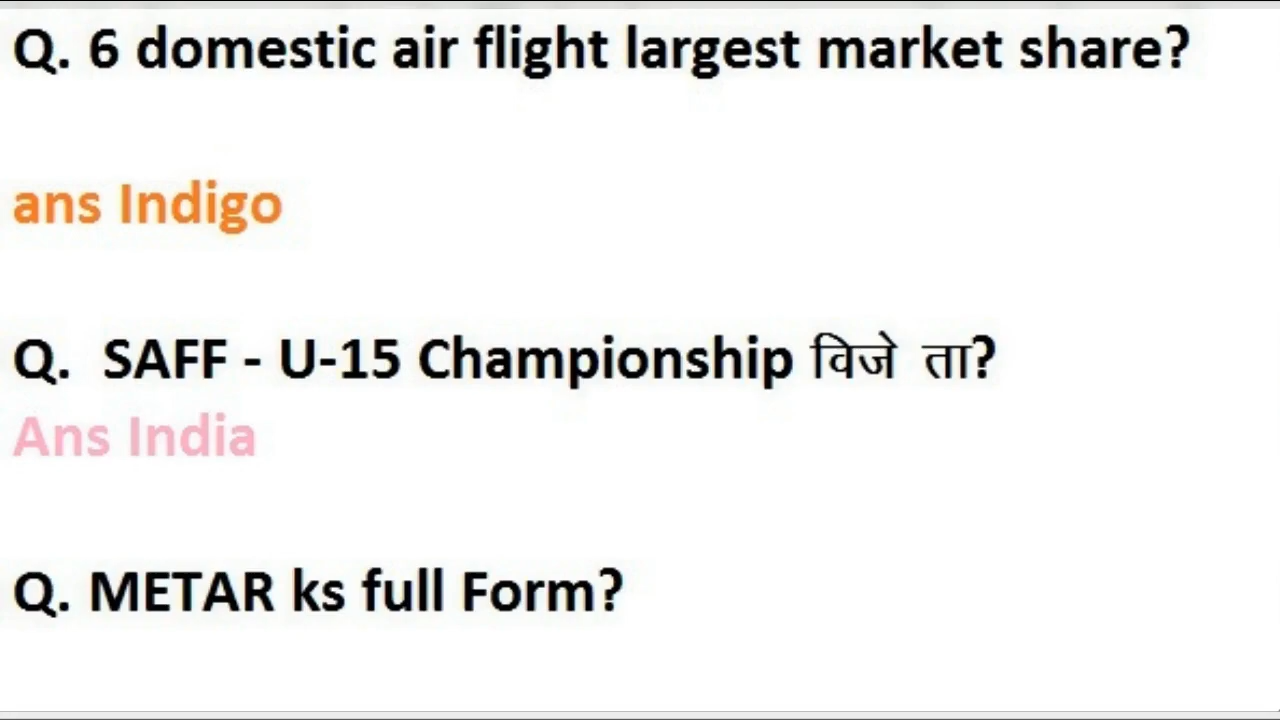 Q. 6 domestic air flight largest market share?
ans Indigo
Q. SAFF - U-15 Championship विजे ता?
Ans India
Q. METAR ks full Form?